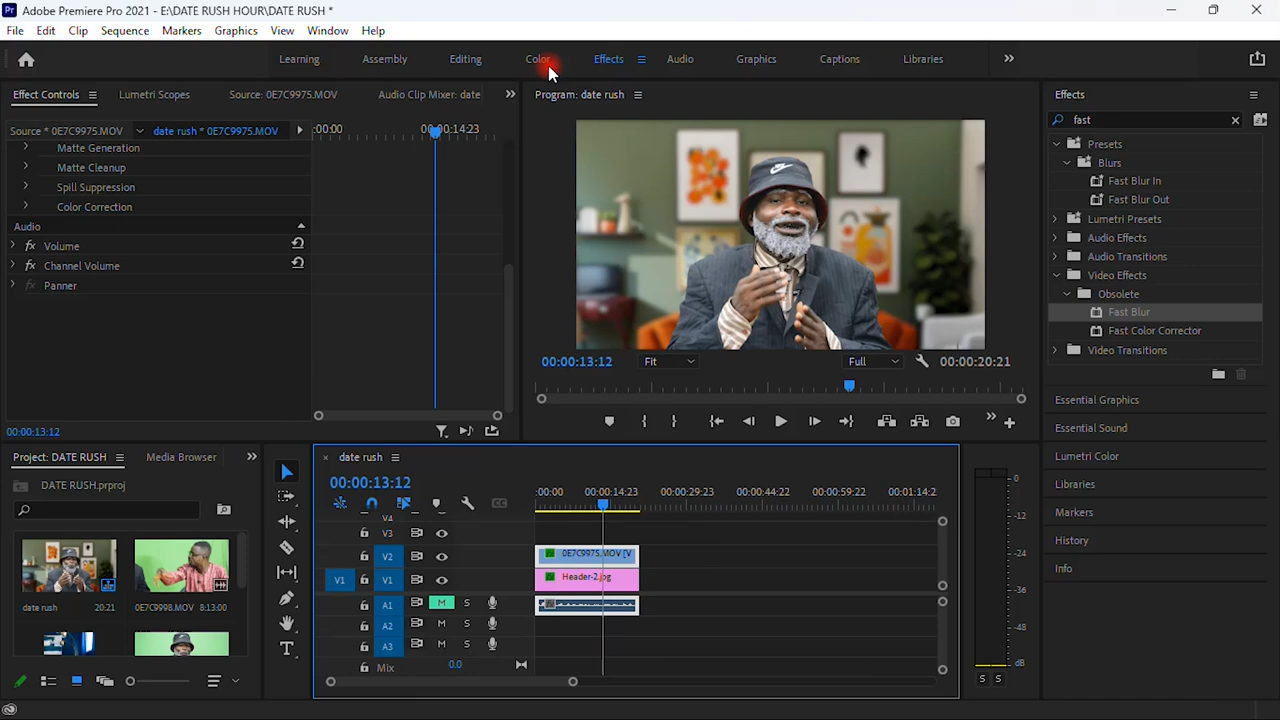 Adobe Premiere Pro 2021 - E:\DATE RUSH HOUR\DATE RUSH *
File Edit Clip Sequence Markers Graphics View Window Help
Learning Assembly Editing Color Effects Audio Graphics Captions Libraries
Effect Controls Lumetri Scopes Source: 0E7C9975.MOV Audio Clip Mixer: date
Source * 0E7C9975.MOV date rush * 0E7C9975.MOV :00:00 00:00:14:23
Matte Generation
Matte Cleanup
Spill Suppression
Color Correction
Audio
fx Volume
fx Channel Volume
fx Panner
00:00:13:12
Program: date rush
00:00:13:12 Fit Full 00:00:20:21
Effects
fast
Presets
Blurs
Fast Blur In
Fast Blur Out
Lumetri Presets
Audio Effects
Audio Transitions
Video Effects
Obsolete
Fast Blur
Fast Color Corrector
Video Transitions
Essential Graphics
Essential Sound
Lumetri Color
Libraries
Markers
History
Info
Project: DATE RUSH Media Browser
DATE RUSH.prproj
date rush 20:21 0E7C9998.MOV 8:13:00
date rush
00:00:13:12
:00:00 00:00:14:23 00:00:29:23 00:00:44:22 00:00:59:22 00:01:14:2
V4
V3
V2 0E7C9975.MOV [V
V1 V1 Header-2.jpg
A1 M S
A2 M S
A3 M S
Mix 0.0
0
-12
-24
-36
-48
dB
S S